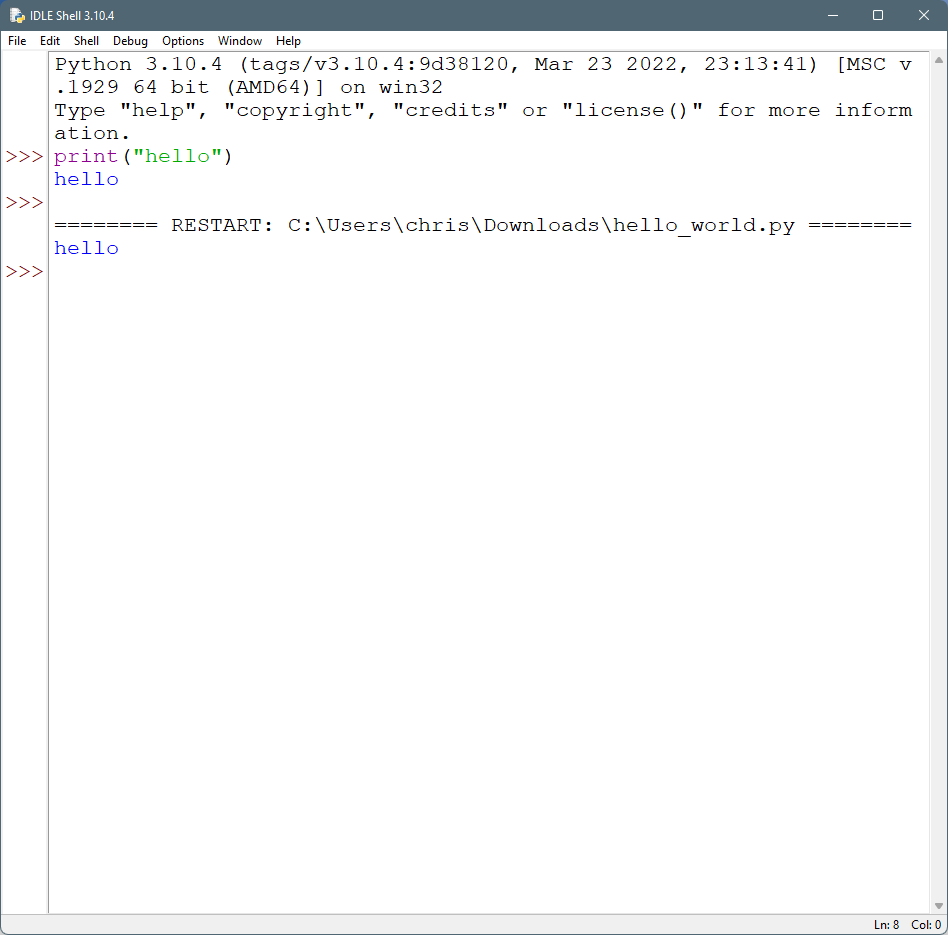 IDLE Shell 3.10.4
File Edit Shell Debug Options Window Help
Python 3.10.4 (tags/v3.10.4:9d38120, Mar 23 2022, 23:13:41) [MSC v
.1929 64 bit (AMD64)] on win32
Type "help", "copyright", "credits" or "license()" for more inform
ation.
>>> print("hello")
hello
>>>
======== RESTART: C:\Users\chris\Downloads\hello_world.py ========
hello
>>>
Ln: 8 Col: 0